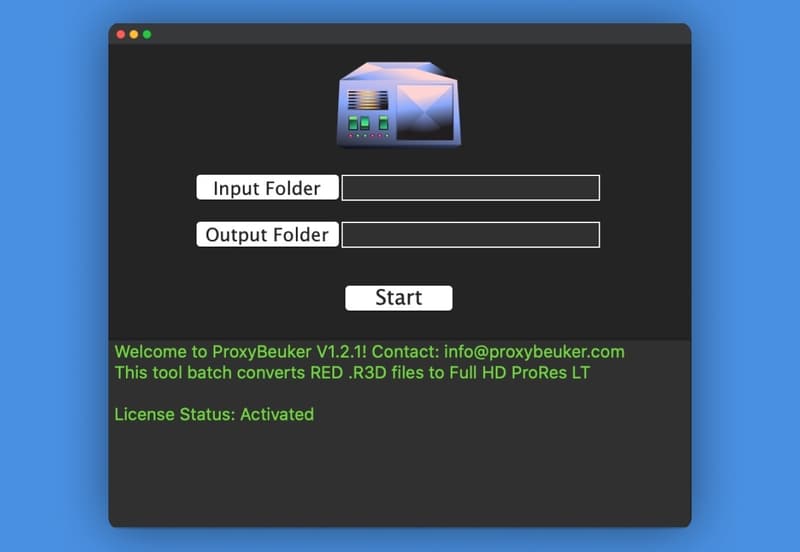 Input Folder
Output Folder
Start
Welcome to ProxyBeuker V1.2.1! Contact: info@proxybeuker.com
This tool batch converts RED .R3D files to Full HD ProRes LT
License Status: Activated